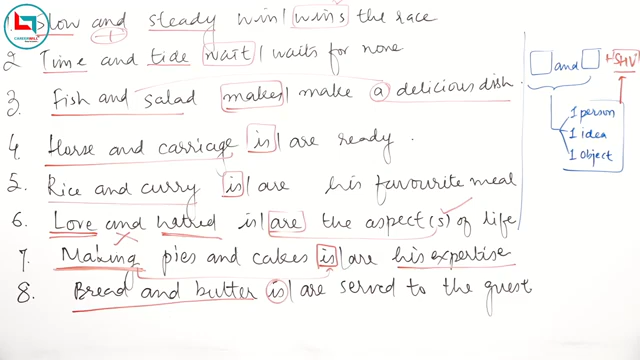 1. Slow and steady win/wins the race
2. Time and tide wait/waits for none
3. Fish and salad makes/make a delicious dish.
4. Horse and carriage is/are ready.
5. Rice and curry is/are his favourite meal
6. Love and hatred is/are the aspect(s) of life
7. Making pies and cakes is/are his expertise
8. Bread and butter is/are served to the guest
and + SHV
1 person
1 idea
1 object
CAREERWILL